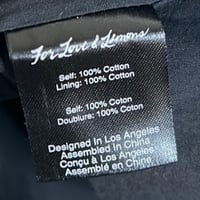 For Love & Lemons
Self: 100% Cotton
Lining: 100% Cotton
Self: 100% Coton
Doublure: 100% Coton
Designed In Los Angeles
Assembled In China
Conçu à Los Angeles
Assemblé en Chine